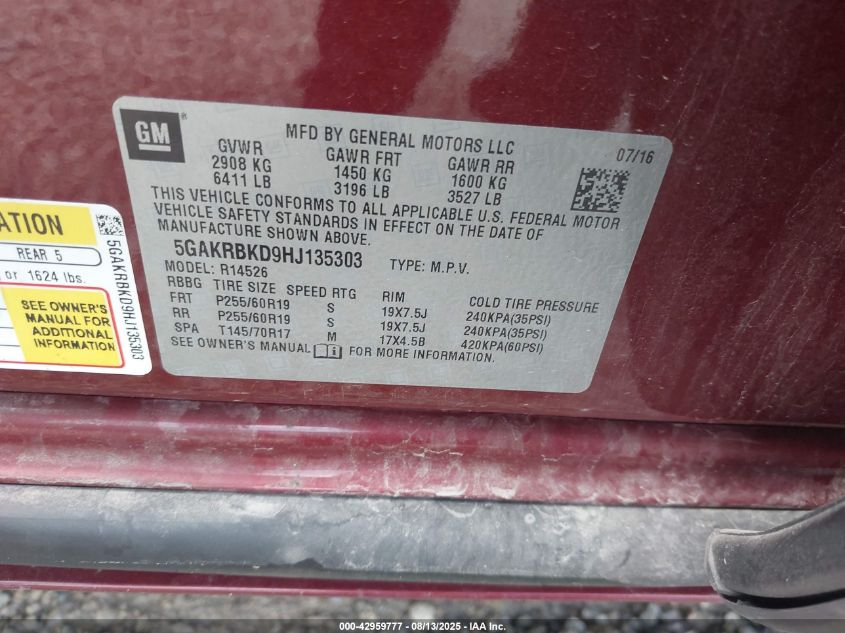 GM
MFD BY GENERAL MOTORS LLC
07/16
GVWR GAWR FRT GAWR RR
2908 KG 1450 KG 1600 KG
6411 LB 3196 LB 3527 LB
THIS VEHICLE CONFORMS TO ALL APPLICABLE U.S. FEDERAL MOTOR
VEHICLE SAFETY STANDARDS IN EFFECT ON THE DATE OF
MANUFACTURE SHOWN ABOVE.
5GAKRBKD9HJ135303 TYPE: M.P.V.
MODEL: R14526
RBBG TIRE SIZE SPEED RTG RIM COLD TIRE PRESSURE
FRT P255/60R19 S 19X7.5J 240KPA(35PSI)
RR P255/60R19 S 19X7.5J 240KPA(35PSI)
SPA T145/70R17 M 17X4.5B 420KPA(60PSI)
SEE OWNER'S MANUAL FOR MORE INFORMATION.
ATION
REAR 5
or 1624 lbs.
SEE OWNER'S
MANUAL FOR
ADDITIONAL
INFORMATION
5GAKRBKD9HJ135303
000-42959777 - 08/13/2025 - IAA Inc.